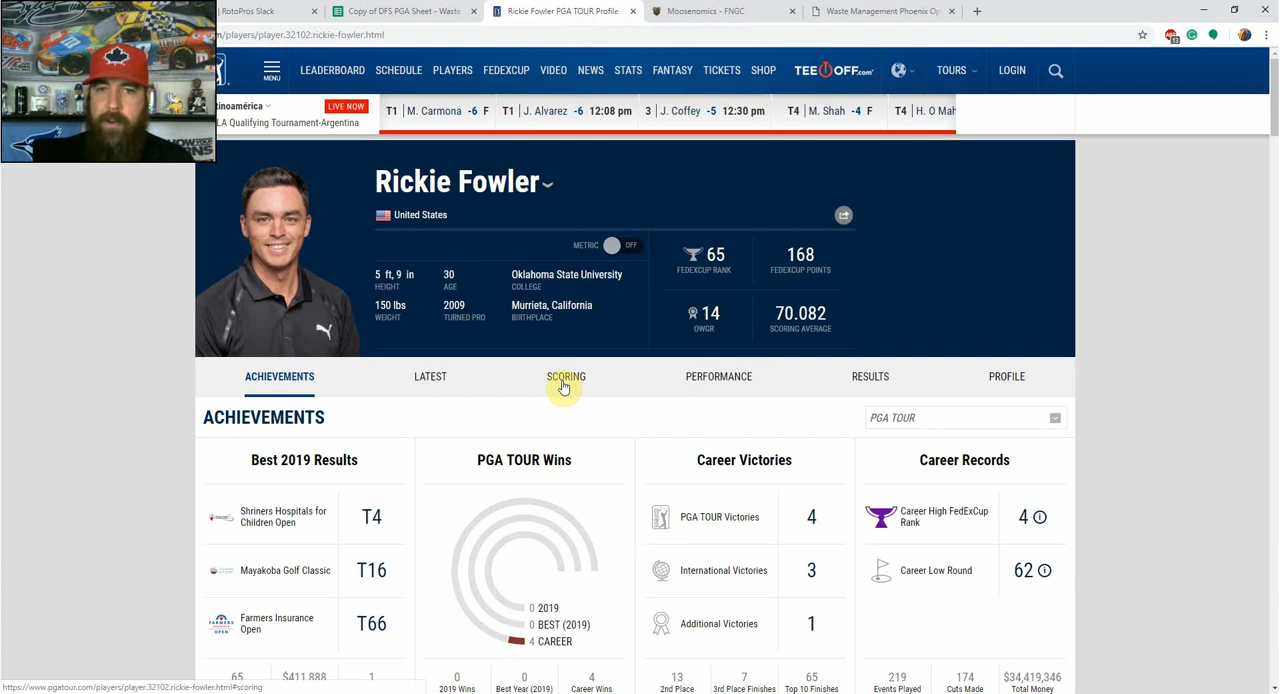 RotoPros Slack
Copy of DFS PGA Sheet - Waste
Rickie Fowler PGA TOUR Profile -
Moosenomics - FNGC
Waste Management Phoenix Op
m/players/player.32102.rickie-fowler.html
MENU
LEADERBOARD
SCHEDULE
PLAYERS
FEDEXCUP
VIDEO
NEWS
STATS
FANTASY
TICKETS
SHOP
TEEOFF.com
TOURS
LOGIN
tinoamérica
LIVE NOW
LA Qualifying Tournament-Argentina
T1 | M. Carmona -6 F
T1 | J. Alvarez -6 12:08 pm
3 | J. Coffey -5 12:30 pm
T4 | M. Shah -4 F
T4 | H. O Mah
Rickie Fowler
United States
METRIC OFF
5 ft, 9 in
HEIGHT
30
AGE
Oklahoma State University
COLLEGE
150 lbs
WEIGHT
2009
TURNED PRO
Murrieta, California
BIRTHPLACE
65
FEDEXCUP RANK
168
FEDEXCUP POINTS
14
OWGR
70.082
SCORING AVERAGE
ACHIEVEMENTS
LATEST
SCORING
PERFORMANCE
RESULTS
PROFILE
ACHIEVEMENTS
PGA TOUR
Best 2019 Results
Shriners Hospitals for
Children Open
T4
Mayakoba Golf Classic
T16
Farmers Insurance
Open
T66
65
$411,888
1
PGA TOUR Wins
0 2019
0 BEST (2019)
4 CAREER
0
2019 Wins
0
Best Year (2019)
4
Career Wins
Career Victories
PGA TOUR Victories
4
International Victories
3
Additional Victories
1
13
2nd Place
7
3rd Place Finishes
65
Top 10 Finishes
Career Records
Career High FedExCup
Rank
4
Career Low Round
62
219
Events Played
174
Cuts Made
$34,419,346
Total Money
https://www.pgatour.com/players/player.32102.rickie-fowler.html#scoring